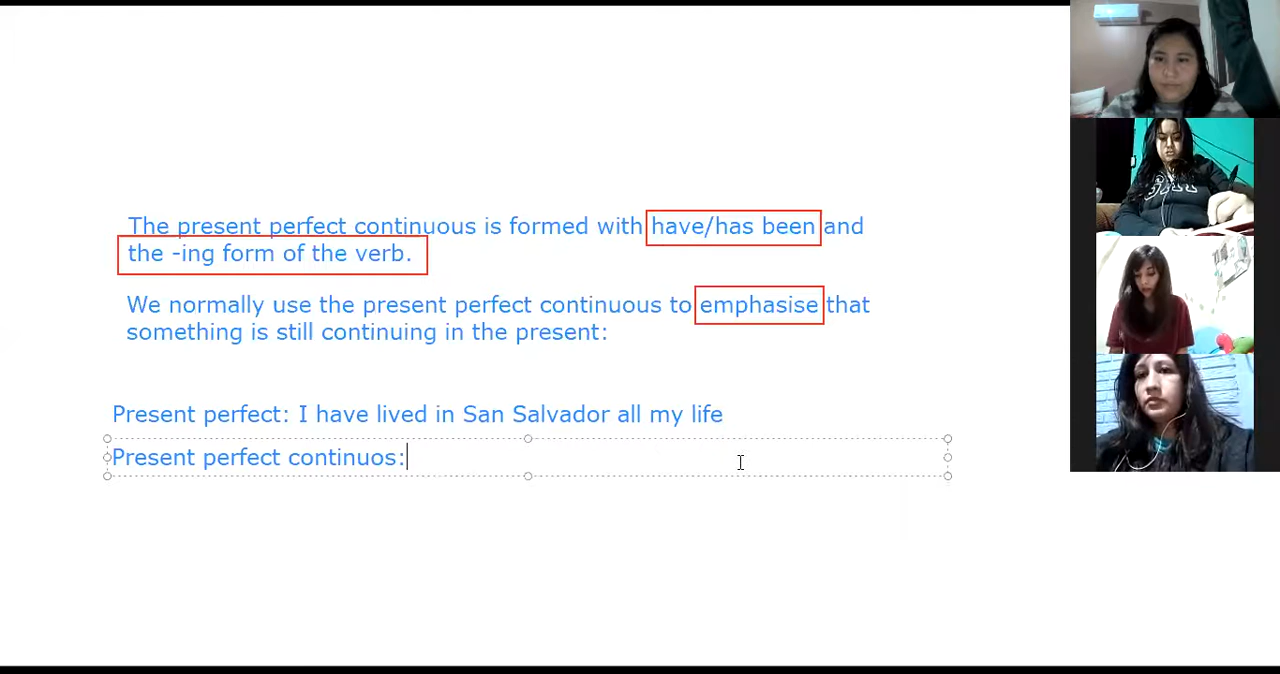 The present perfect continuous is formed with have/has been and
the -ing form of the verb.
We normally use the present perfect continuous to emphasise that
something is still continuing in the present:
Present perfect: I have lived in San Salvador all my life
Present perfect continuos: